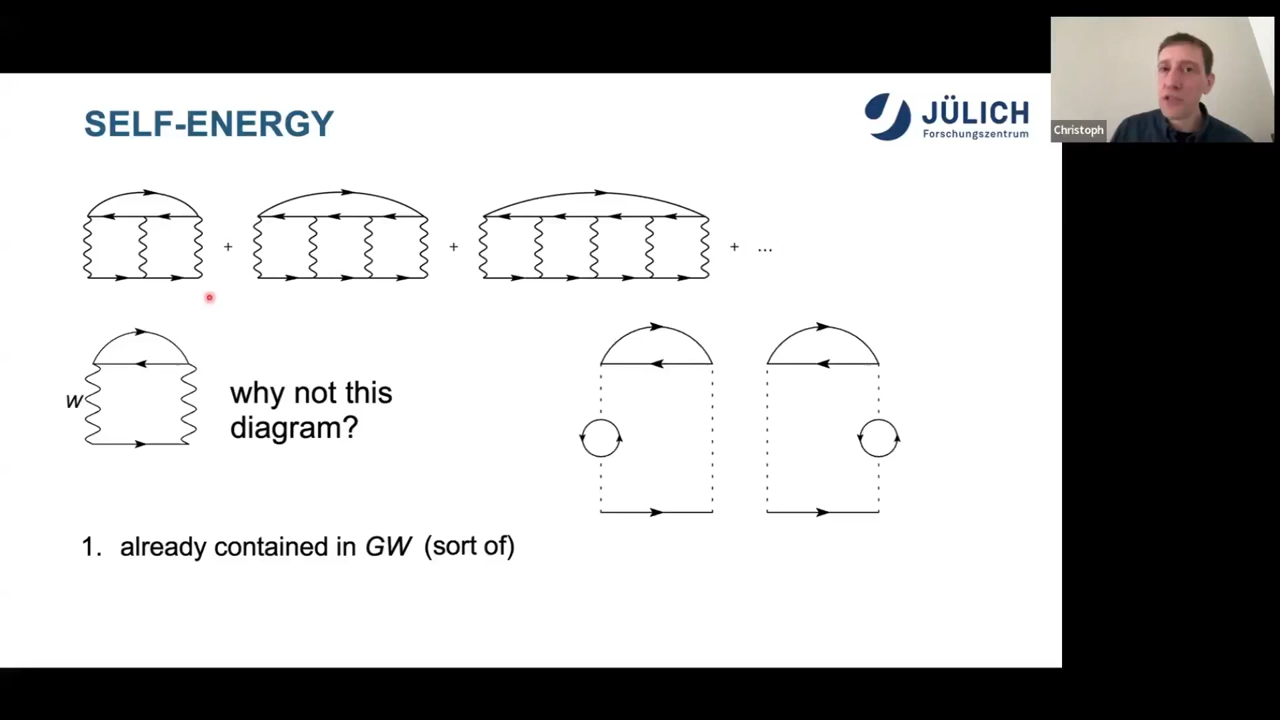 SELF-ENERGY
JÜLICH
Forschungszentrum
Christoph
+
+
+ ...
W
why not this
diagram?
1. already contained in GW (sort of)